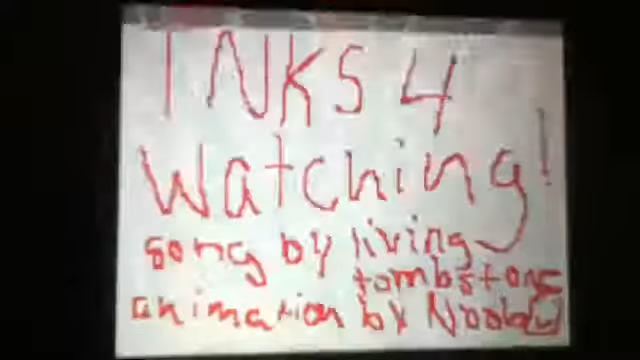 TNKS 4
Watching!
song by living
tombstone
animation by